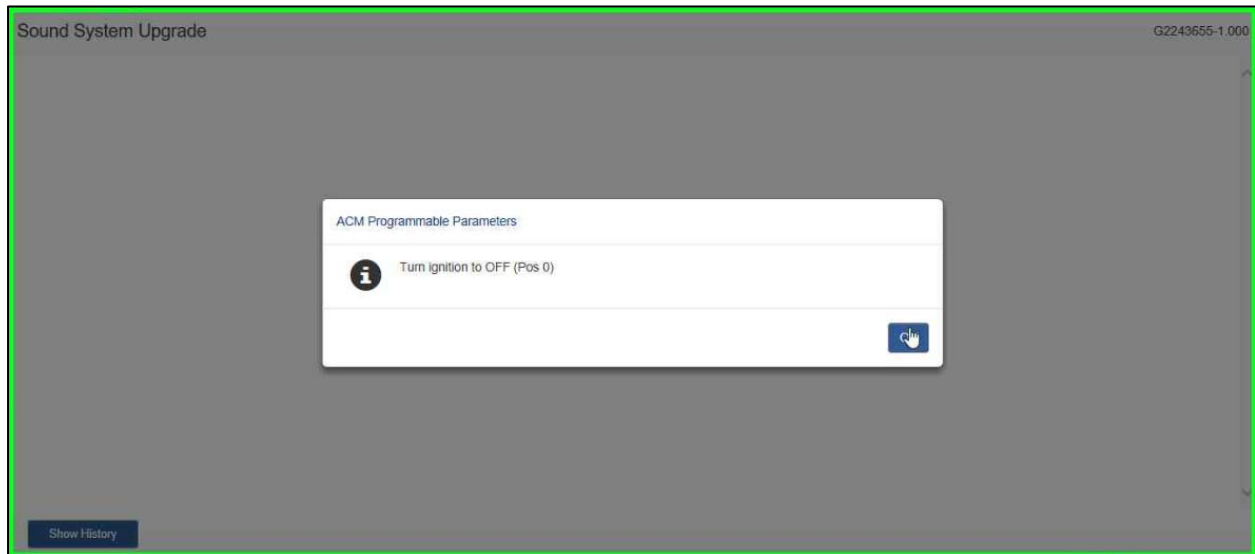 Sound System Upgrade
G2243655-1.000
ACM Programmable Parameters
Turn ignition to OFF (Pos 0)
Show History